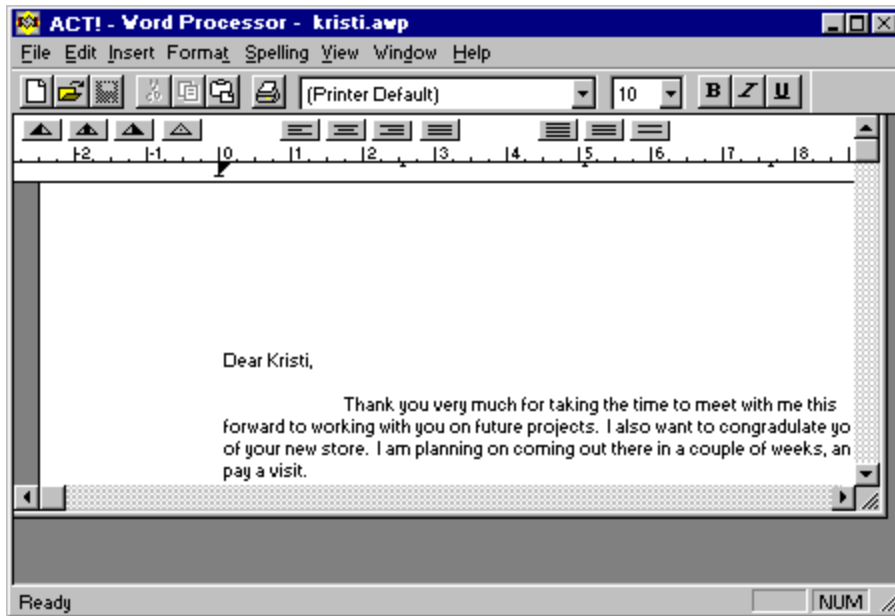 ACT! - Word Processor - kristi.awp
File Edit Insert Format Spelling View Window Help
(Printer Default) 10 B I U
-2 -1 0 1 2 3 4 5 6 7 8
Dear Kristi,
Thank you very much for taking the time to meet with me this
forward to working with you on future projects. I also want to congradulate yo
of your new store. I am planning on coming out there in a couple of weeks, an
pay a visit.
Ready NUM